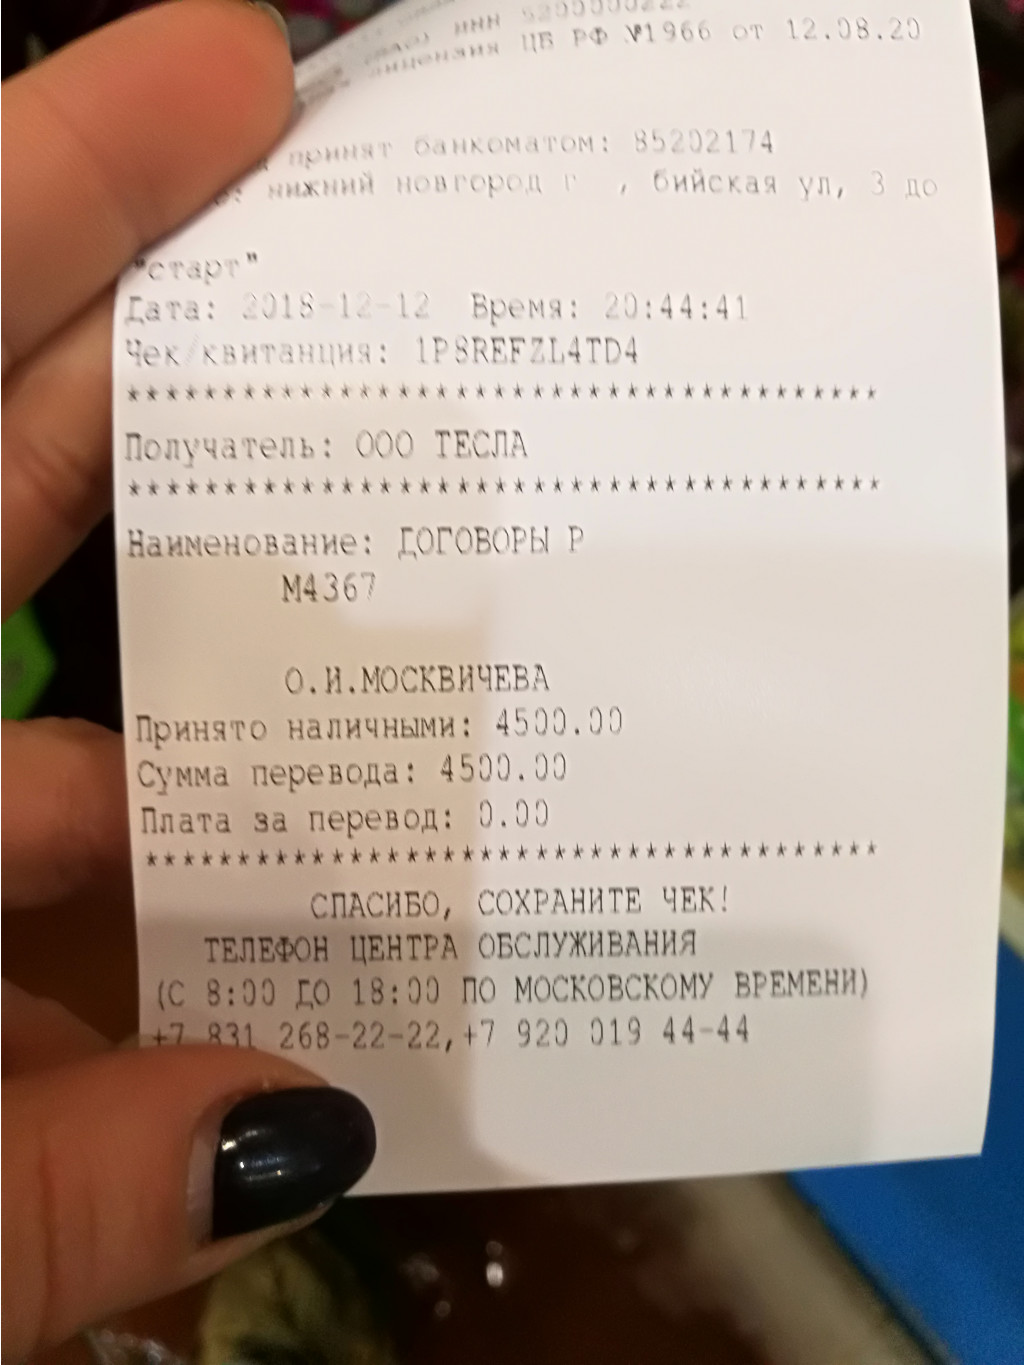 ИНН 5200000222
лицензия ЦБ РФ №1966 от 12.08.20
принят банкоматом: 85202174
нижний новгород г , бийская ул, 3 до
"старт"
Дата: 2018-12-12 Время: 20:44:41
Чек/квитанция: 1P8REFZL4TD4
***************************************
Получатель: ООО ТЕСЛА
***************************************
Наименование: ДОГОВОРЫ Р
М4367
О.И.МОСКВИЧЕВА
Принято наличными: 4500.00
Сумма перевода: 4500.00
Плата за перевод: 0.00
***************************************
СПАСИБО, СОХРАНИТЕ ЧЕК!
ТЕЛЕФОН ЦЕНТРА ОБСЛУЖИВАНИЯ
(С 8:00 ДО 18:00 ПО МОСКОВСКОМУ ВРЕМЕНИ)
+7 831 268-22-22,+7 920 019 44-44